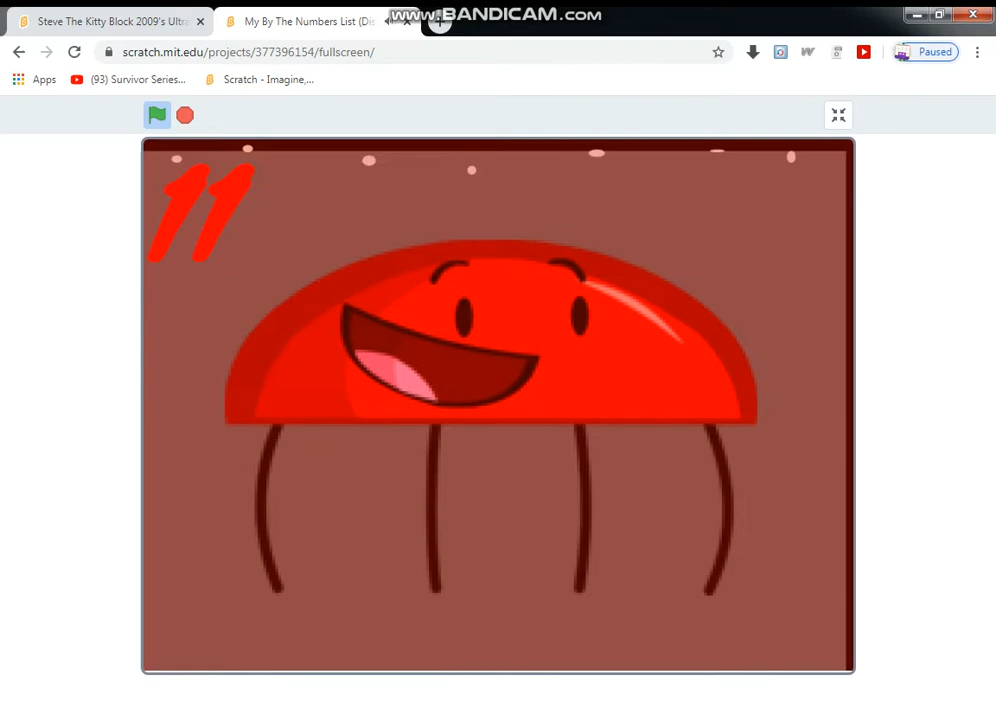 www.BANDICAM.com
Steve The Kitty Block 2009's Ultra
My By The Numbers List (Dis
scratch.mit.edu/projects/377396154/fullscreen/
Paused
Apps
(93) Survivor Series...
Scratch - Imagine,...
11